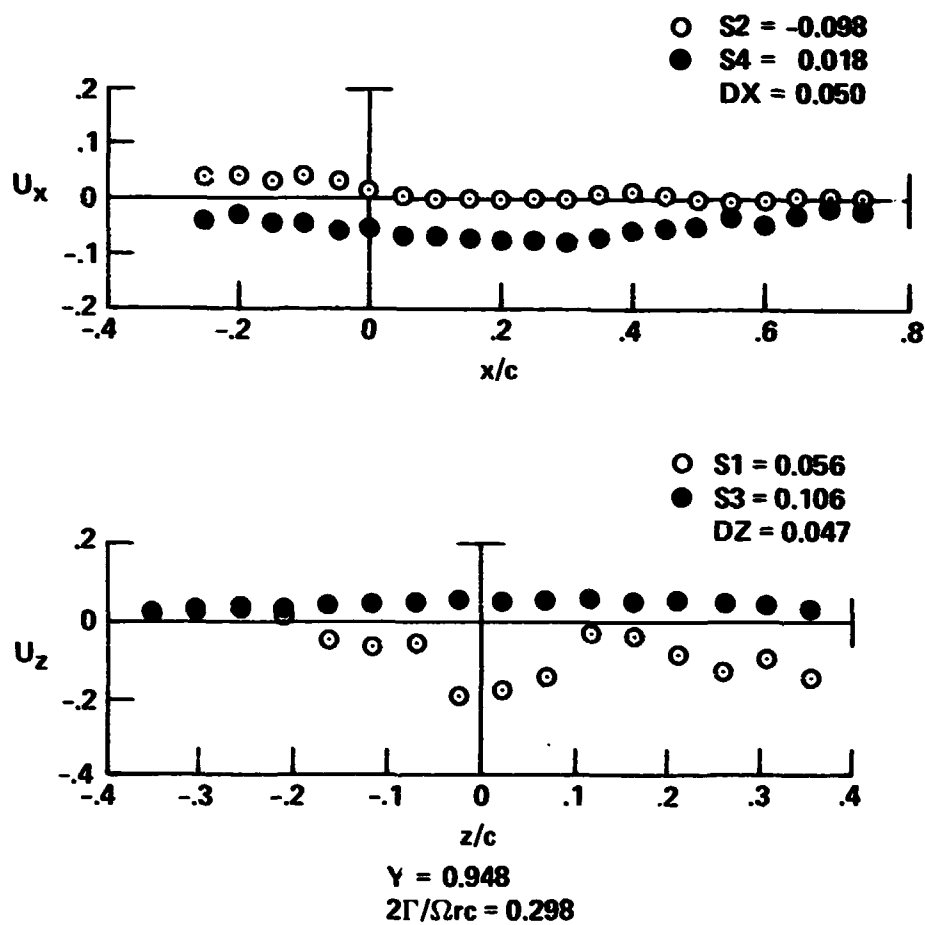 S2 = -0.098
S4 = 0.018
DX = 0.050
.2
.1
0
-.1
-.2
Ux
-.4 -.2 0 .2 .4 .6 .8
x/c
S1 = 0.056
S3 = 0.106
DZ = 0.047
.2
0
-.2
-.4
Uz
-.4 -.3 -.2 -.1 0 .1 .2 .3 .4
z/c
Y = 0.948
2Γ/Ωrc = 0.298